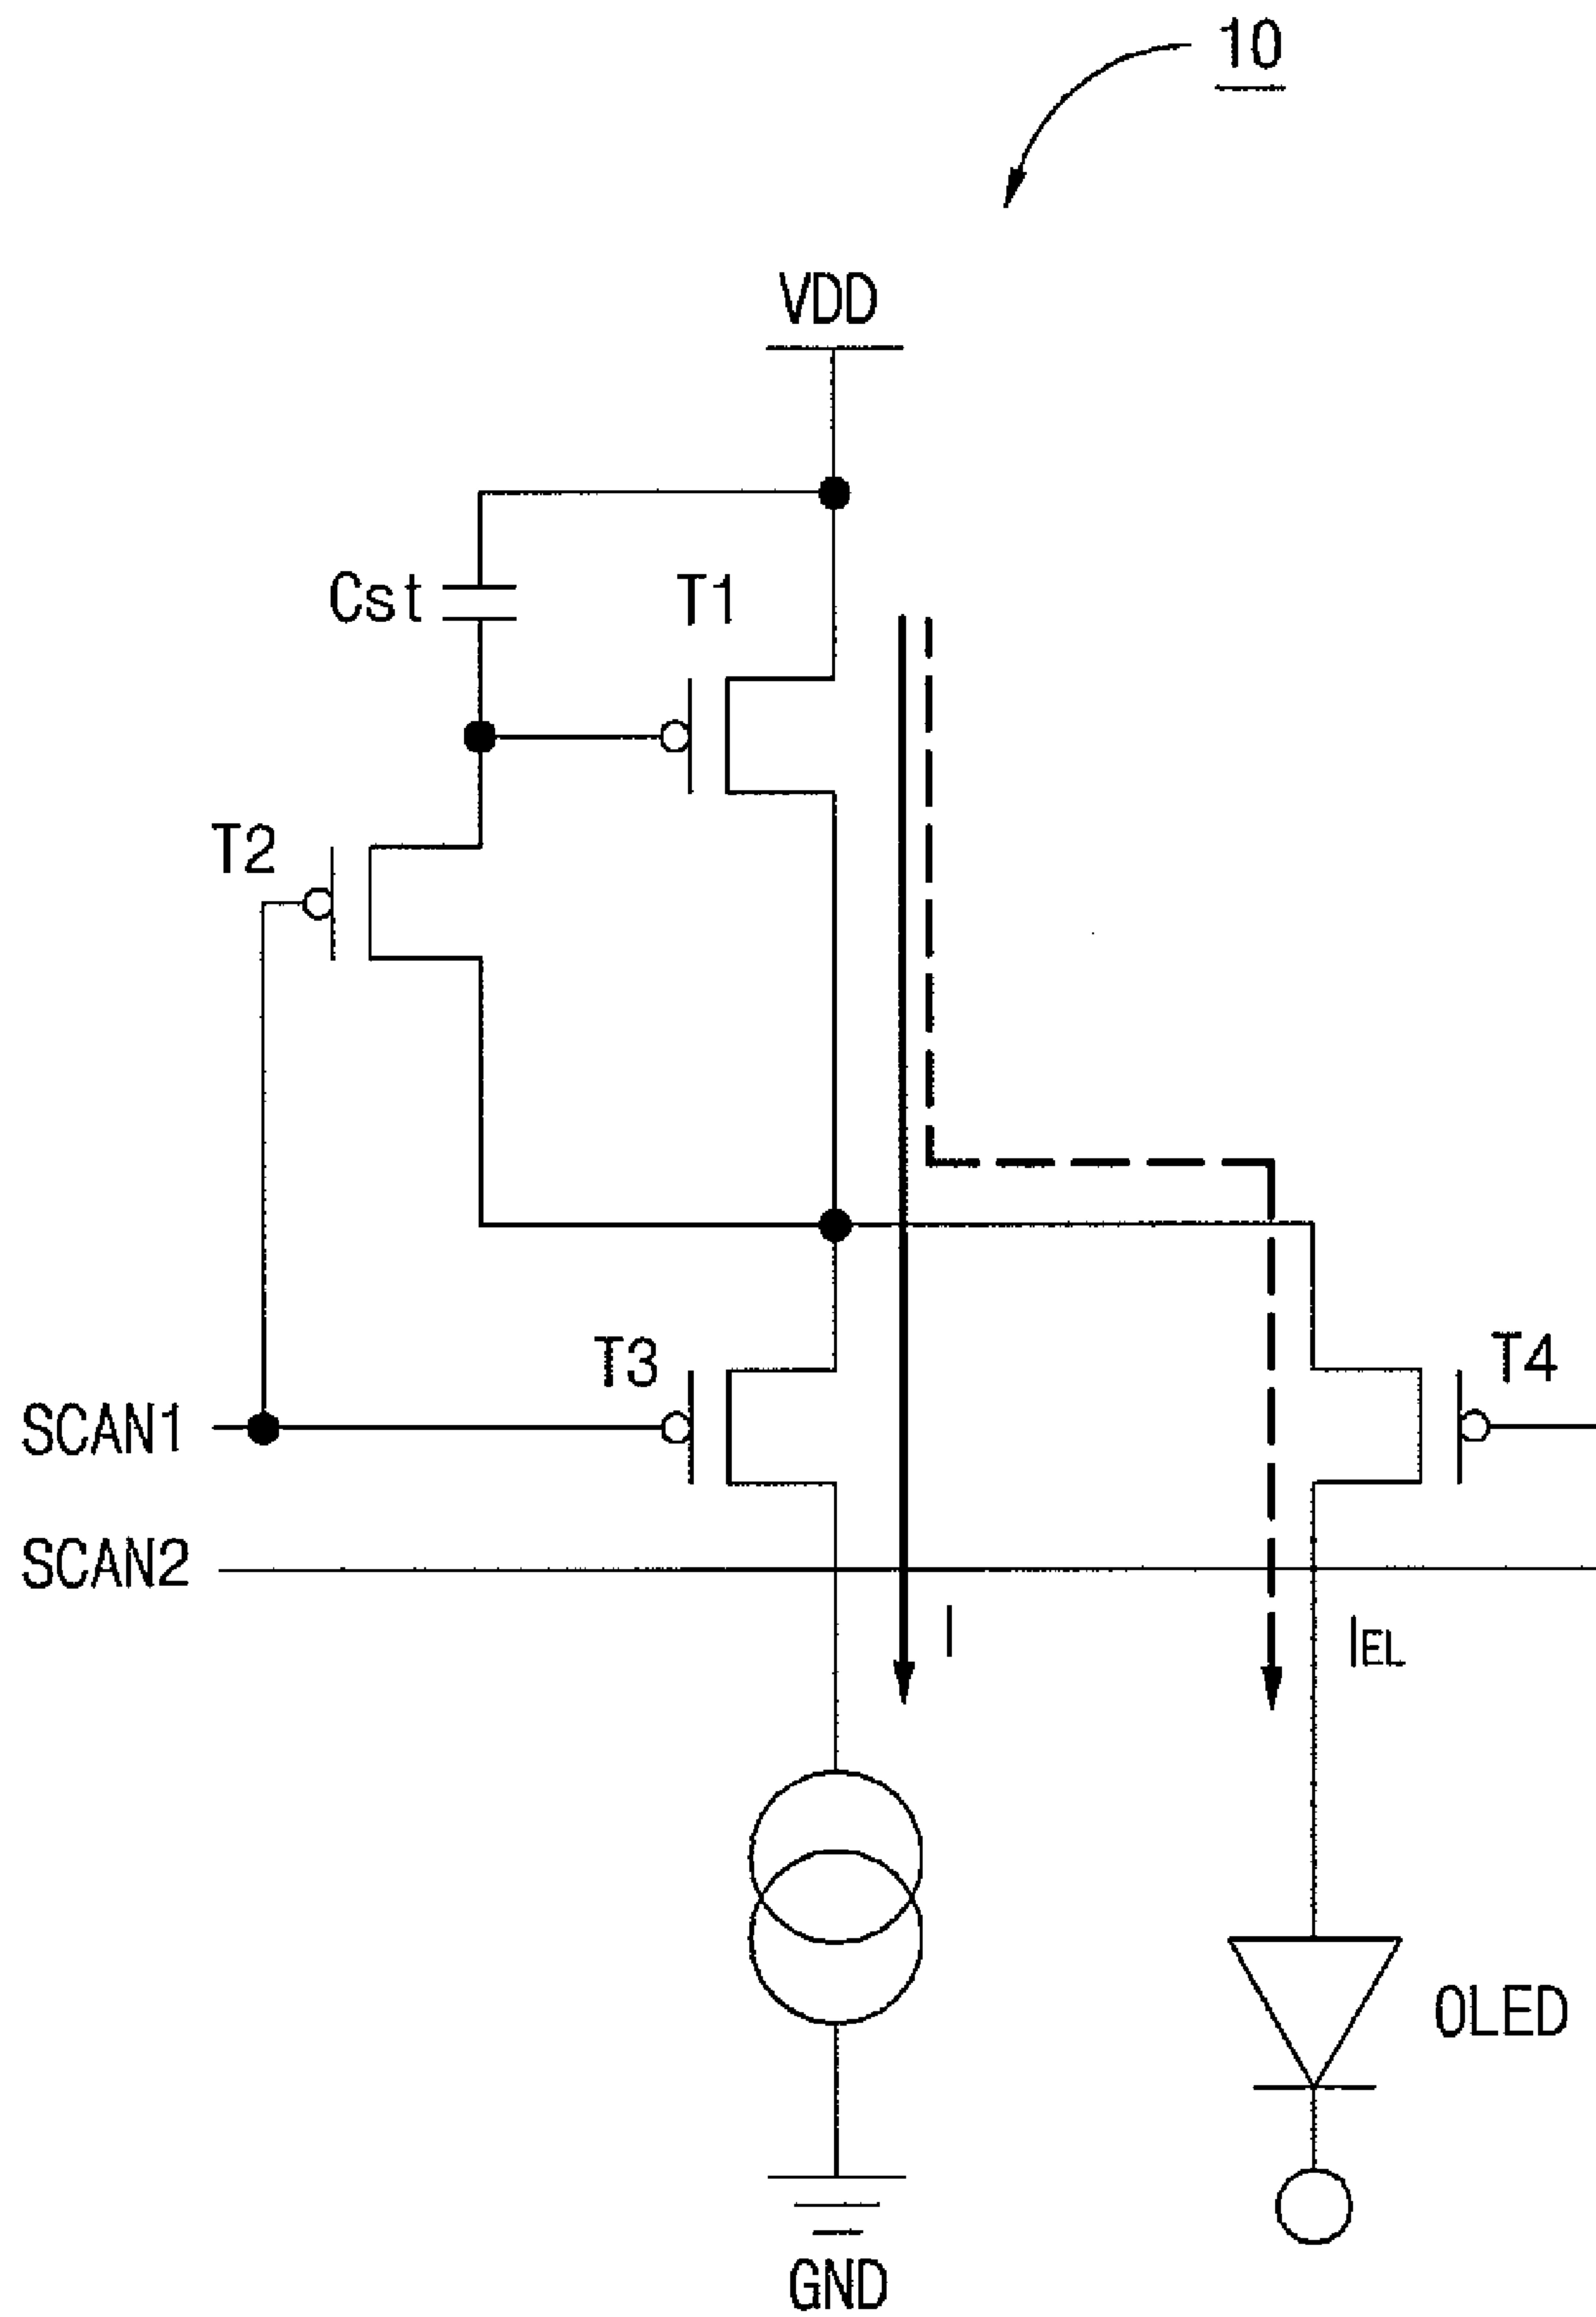 10
VDD
Cst
T1
T2
T3
T4
SCAN1
SCAN2
I
IEL
OLED
GND